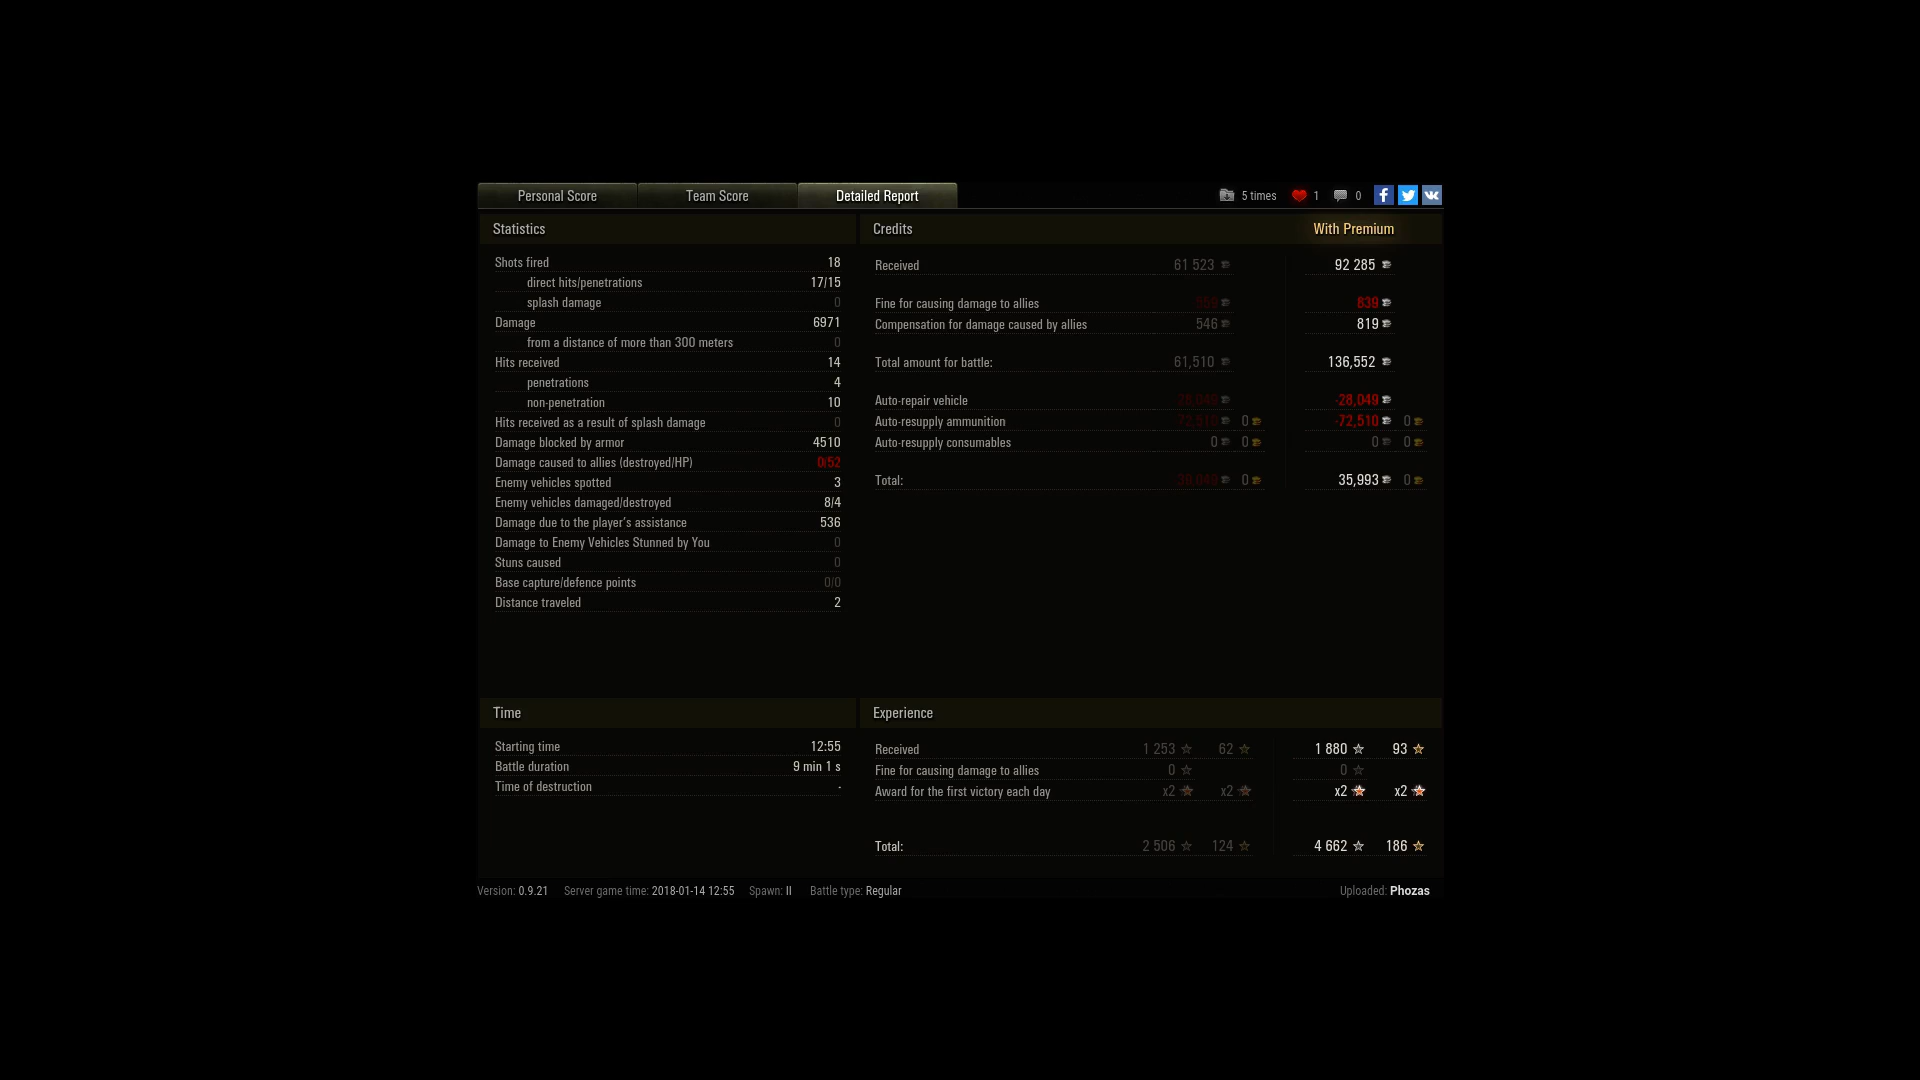 Personal Score Team Score Detailed Report 5 times 1 0
Statistics
Shots fired 18
direct hits/penetrations 17/15
splash damage 0
Damage 6971
from a distance of more than 300 meters 0
Hits received 14
penetrations 4
non-penetration 10
Hits received as a result of splash damage 0
Damage blocked by armor 4510
Damage caused to allies (destroyed/HP) 0/52
Enemy vehicles spotted 3
Enemy vehicles damaged/destroyed 8/4
Damage due to the player's assistance 536
Damage to Enemy Vehicles Stunned by You 0
Stuns caused 0
Base capture/defence points 0/0
Distance traveled 2
Credits With Premium
Received 61 523 92 285
Fine for causing damage to allies 839
Compensation for damage caused by allies 546 819
Total amount for battle: 61,510 136,552
Auto-repair vehicle -28,049 -28,049
Auto-resupply ammunition -72,510 0 -72,510 0
Auto-resupply consumables 0 0 0 0
Total: 0 35,993 0
Time
Starting time 12:55
Battle duration 9 min 1 s
Time of destruction -
Experience
Received 1 253 62 1 880 93
Fine for causing damage to allies 0 0
Award for the first victory each day x2 x2 x2 x2
Total: 2 506 124 4 662 186
Version: 0.9.21 Server game time: 2018-01-14 12:55 Spawn: II Battle type: Regular Uploaded: Phozas